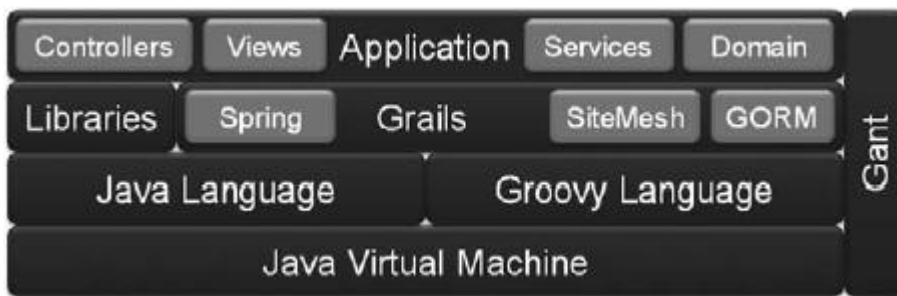 Controllers Views Application Services Domain
Libraries Spring Grails SiteMesh GORM
Java Language Groovy Language
Java Virtual Machine
Gant